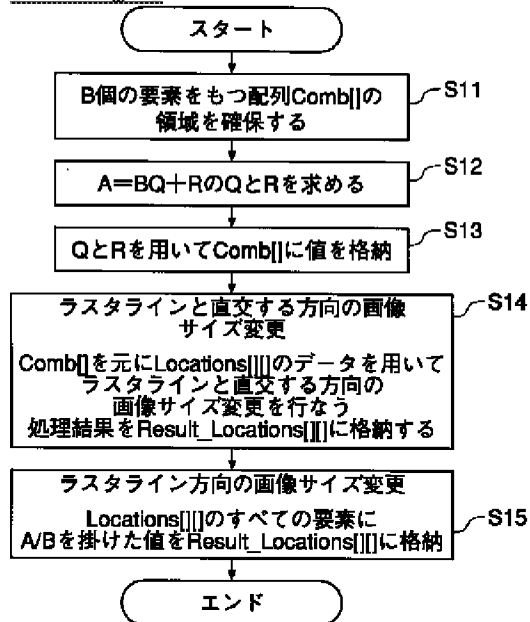 スタート
B個の要素をもつ配列Comb[]の
領域を確保する
S11
A=BQ+RのQとRを求める
S12
QとRを用いてComb[]に値を格納
S13
ラスタラインと直交する方向の画像
サイズ変更
Comb[]を元にLocations[][]のデータを用いて
ラスタラインと直交する方向の
画像サイズ変更を行なう
処理結果をResult_Locations[][]に格納する
S14
ラスタライン方向の画像サイズ変更
Locations[][]のすべての要素に
A/Bを掛けた値をResult_Locations[][]に格納
S15
エンド